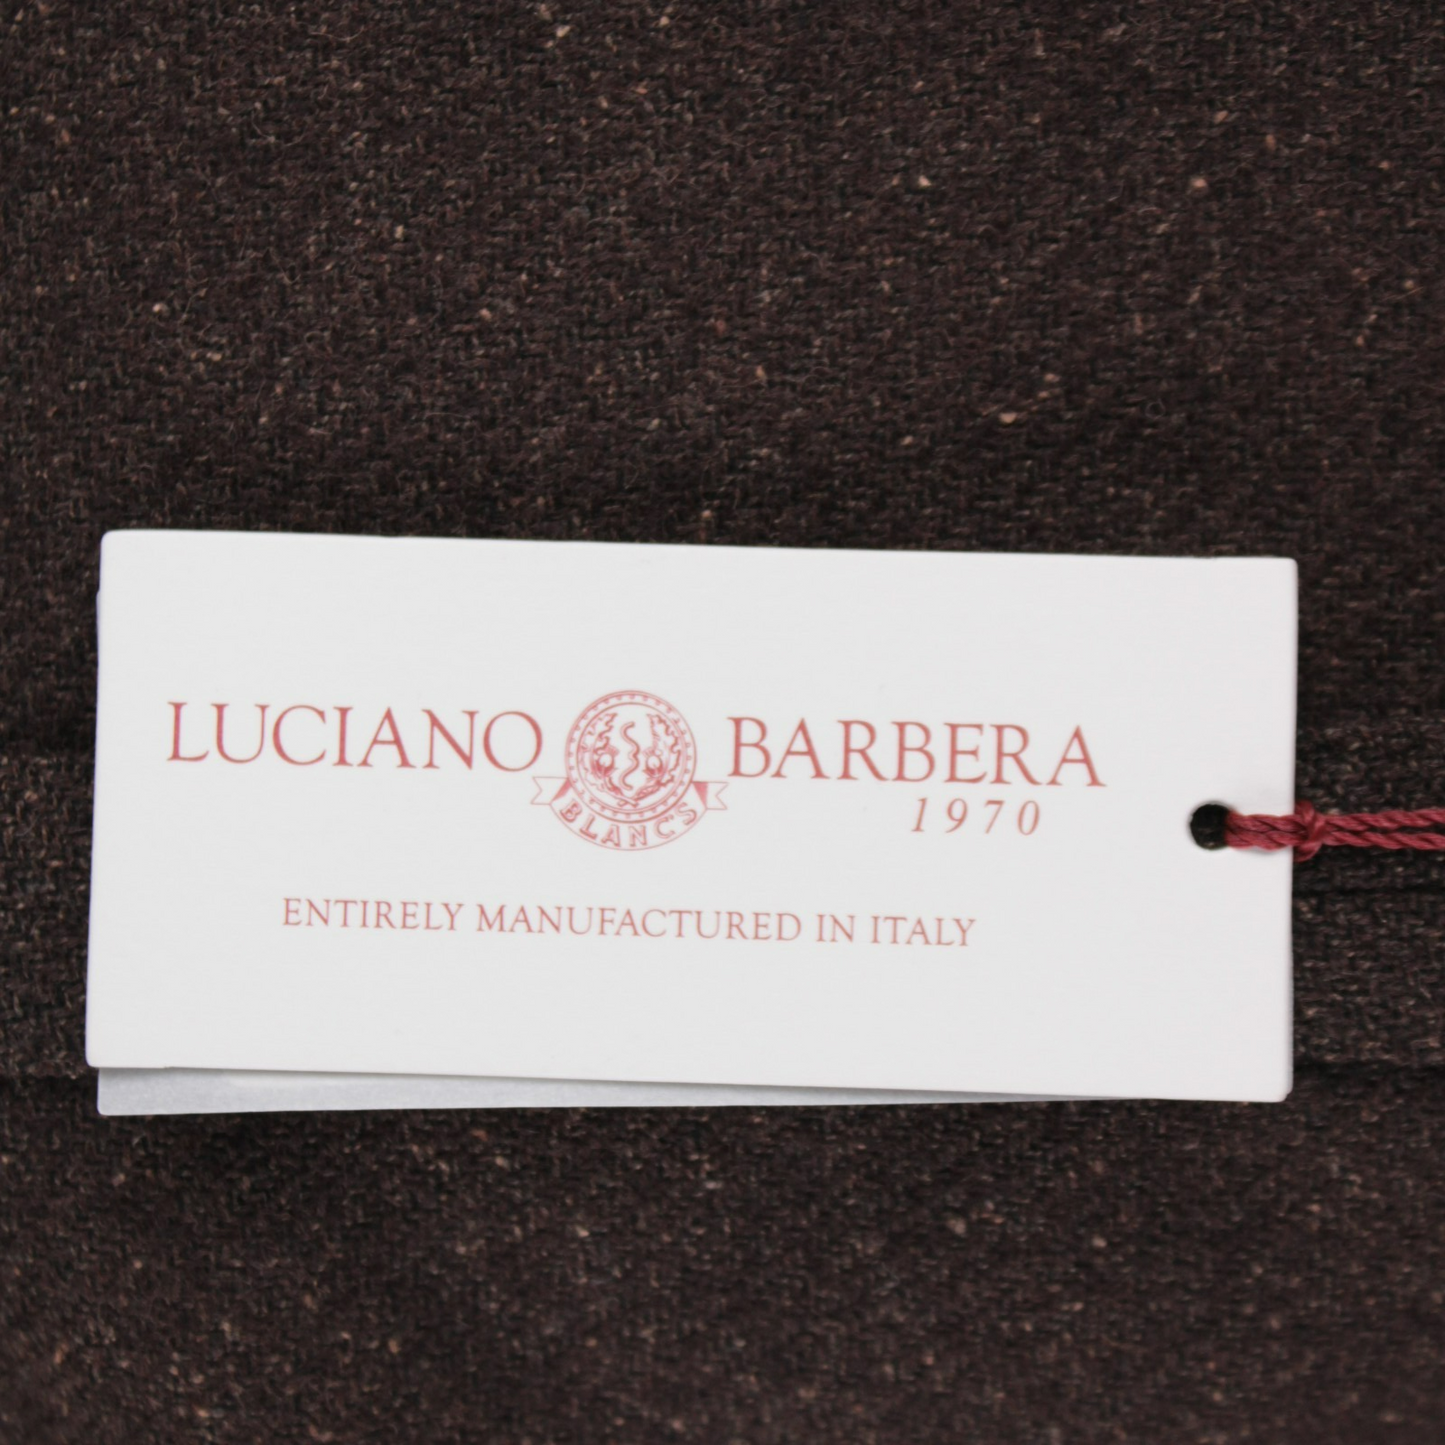 LUCIANO BARBERA
BLANC'S
1970
ENTIRELY MANUFACTURED IN ITALY